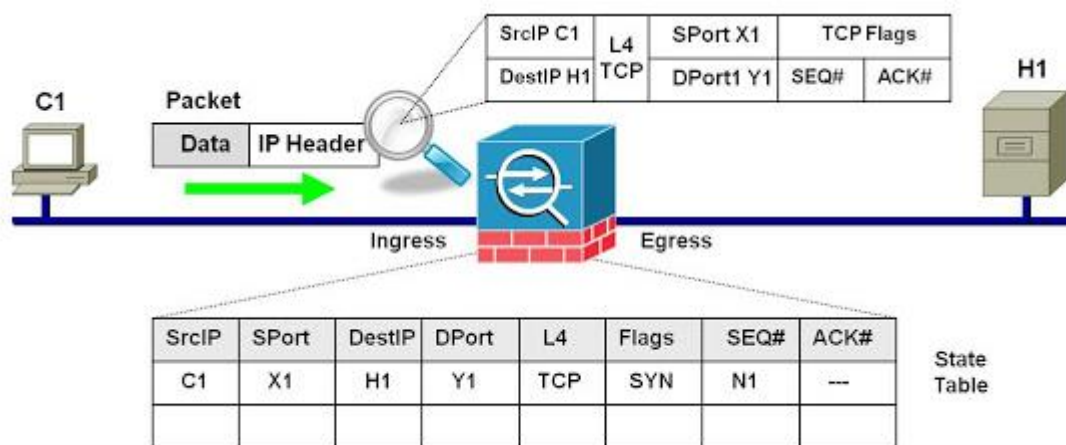 SrcIP C1
L4
TCP
SPort X1
TCP Flags
DestIP H1
DPort1 Y1
SEQ#
ACK#
C1
Packet
Data
IP Header
H1
Ingress
Egress
SrcIP SPort DestIP DPort L4 Flags SEQ# ACK#
C1 X1 H1 Y1 TCP SYN N1 ---
State
Table